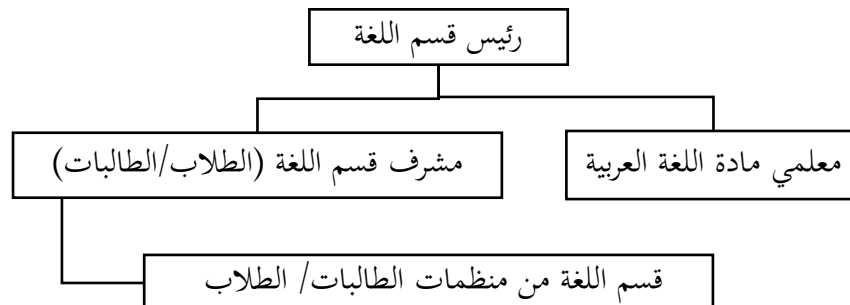 رئيس قسم اللغة
معلمي مادة اللغة العربية
مشرف قسم اللغة (الطلاب/الطالبات)
قسم اللغة من منظمات الطالبات/ الطلاب